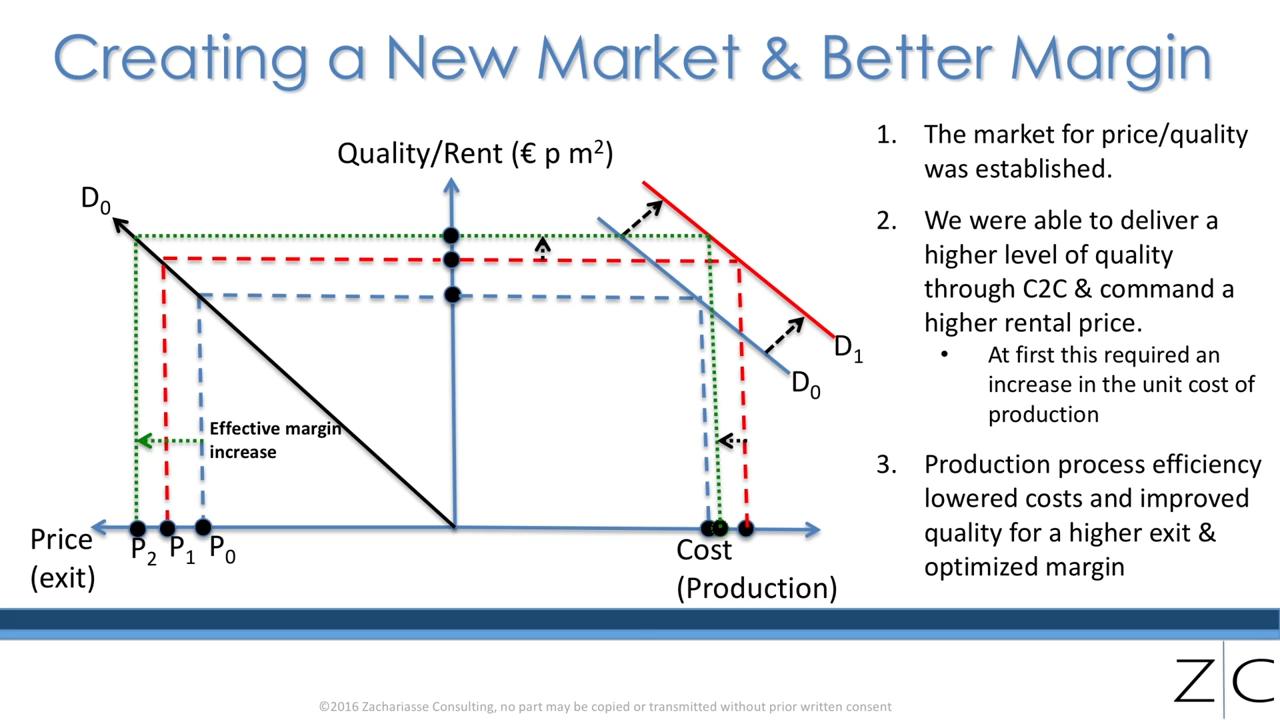 Creating a New Market & Better Margin
Quality/Rent (€ p m²)
D₀
D₁
D₀
Effective margin
increase
Price
(exit)
P₂ P₁ P₀
Cost
(Production)
1. The market for price/quality
was established.
2. We were able to deliver a
higher level of quality
through C2C & command a
higher rental price.
• At first this required an
increase in the unit cost of
production
3. Production process efficiency
lowered costs and improved
quality for a higher exit &
optimized margin
Z|C
©2016 Zachariasse Consulting, no part may be copied or transmitted without prior written consent